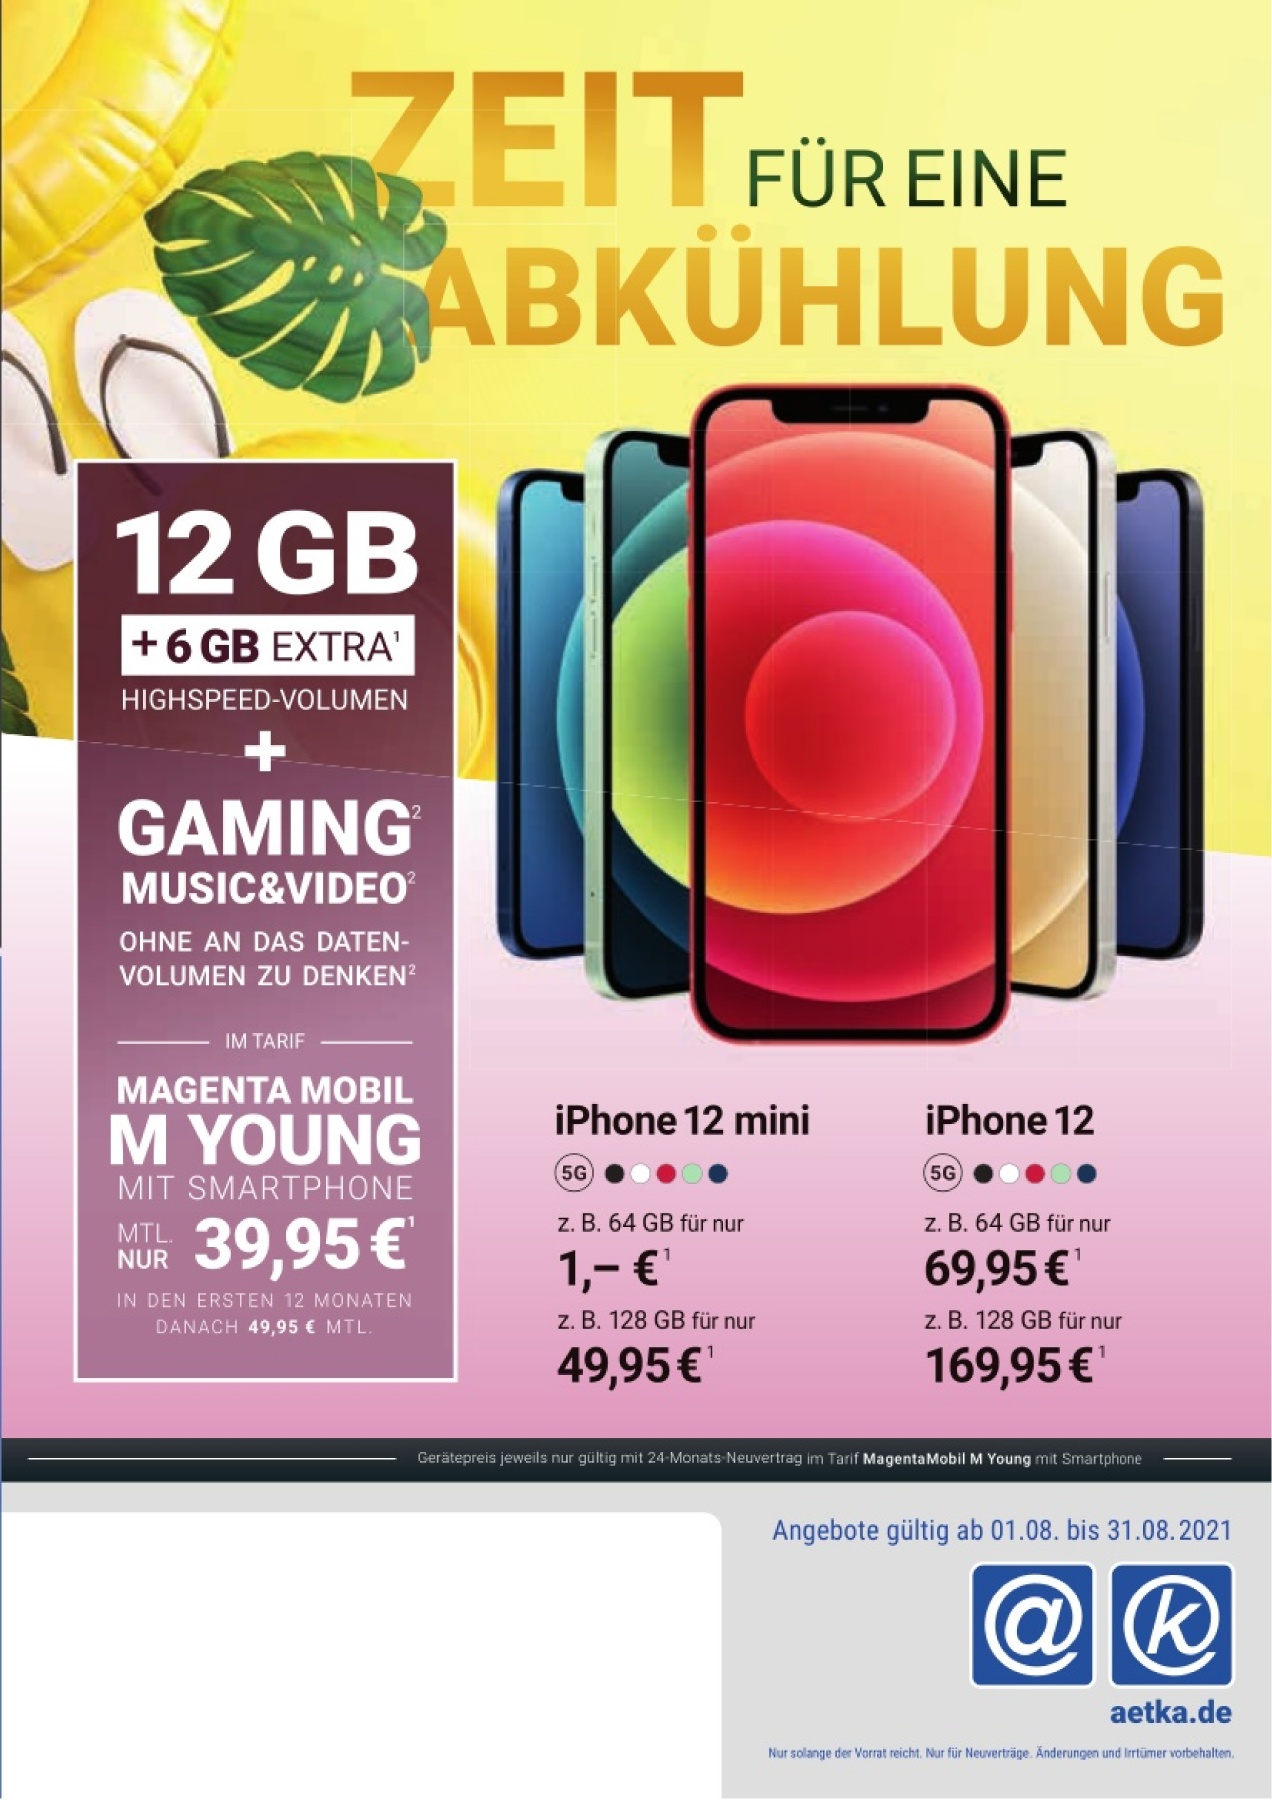 ZEIT FÜR EINE
ABKÜHLUNG
12 GB
+ 6 GB EXTRA¹
HIGHSPEED-VOLUMEN
+
GAMING²
MUSIC&VIDEO²
OHNE AN DAS DATEN-
VOLUMEN ZU DENKEN²
IM TARIF
MAGENTA MOBIL
M YOUNG
MIT SMARTPHONE
MTL.
NUR 39,95 €¹
IN DEN ERSTEN 12 MONATEN
DANACH 49,95 € MTL.
iPhone 12 mini
5G
z. B. 64 GB für nur
1,– €¹
z. B. 128 GB für nur
49,95 €¹
iPhone 12
5G
z. B. 64 GB für nur
69,95 €¹
z. B. 128 GB für nur
169,95 €¹
Gerätepreis jeweils nur gültig mit 24-Monats-Neuvertrag im Tarif MagentaMobil M Young mit Smartphone
Angebote gültig ab 01.08. bis 31.08.2021
@ k
aetka.de
Nur solange der Vorrat reicht. Nur für Neuverträge. Änderungen und Irrtümer vorbehalten.